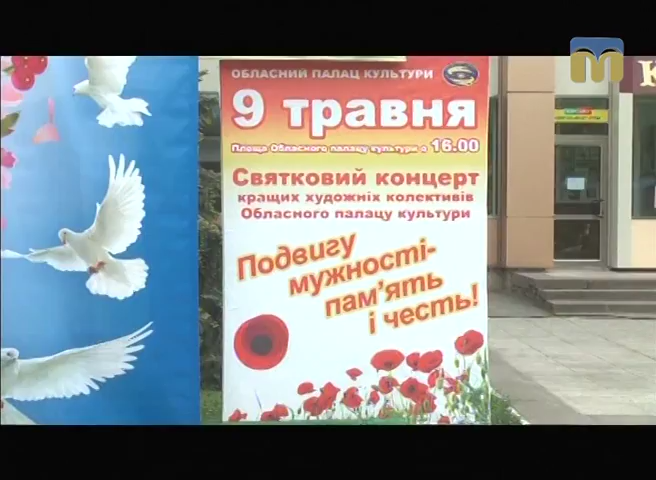 ОБЛАСНИЙ ПАЛАЦ КУЛЬТУРИ
9 травня
Площа Обласного палацу культури о 16.00
Святковий концерт
кращих художніх колективів
Обласного палацу культури
Подвигу
мужності-
пам'ять
і честь!